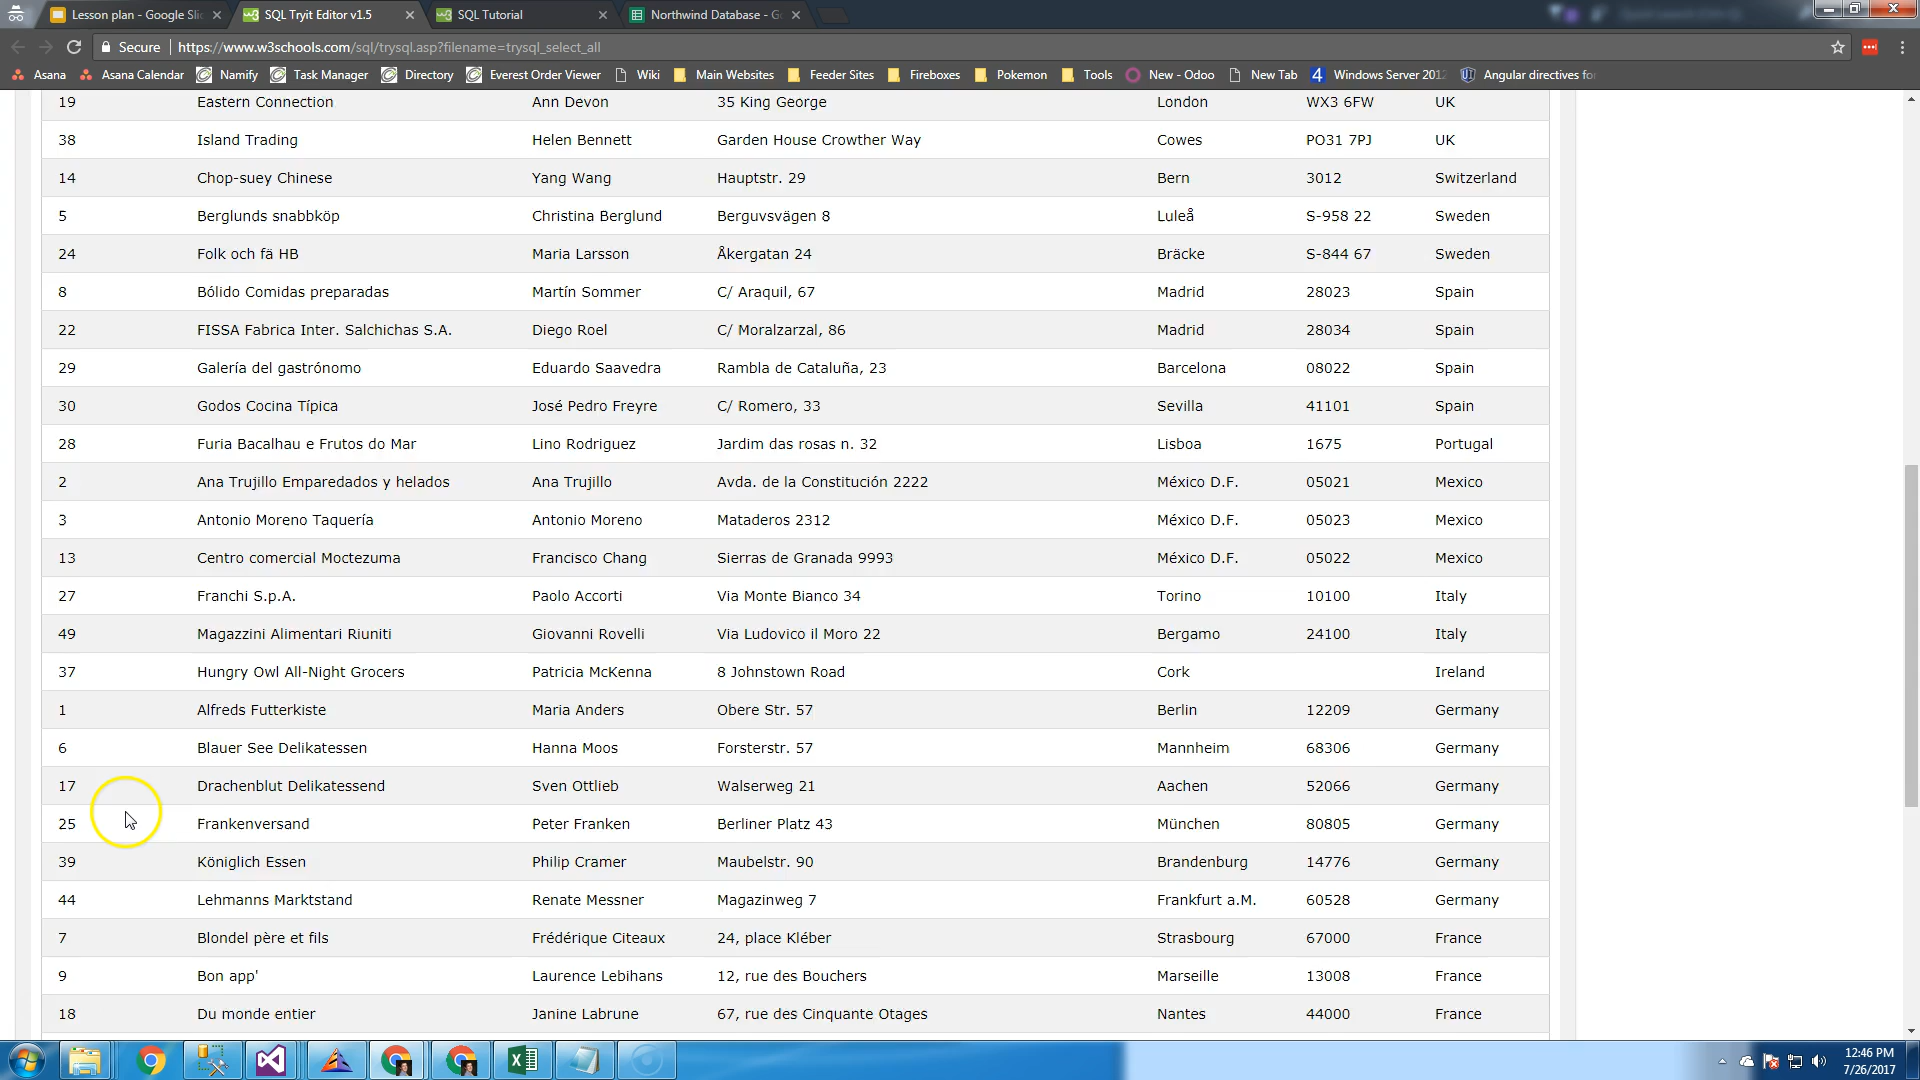 Lesson plan - Google Slid
SQL Tryit Editor v1.5
SQL Tutorial
Northwind Database - G
Secure | https://www.w3schools.com/sql/trysql.asp?filename=trysql_select_all
Asana Asana Calendar Namify Task Manager Directory Everest Order Viewer Wiki Main Websites Feeder Sites Fireboxes Pokemon Tools New - Odoo New Tab Windows Server 2012 Angular directives fo
19 Eastern Connection Ann Devon 35 King George London WX3 6FW UK
38 Island Trading Helen Bennett Garden House Crowther Way Cowes PO31 7PJ UK
14 Chop-suey Chinese Yang Wang Hauptstr. 29 Bern 3012 Switzerland
5 Berglunds snabbköp Christina Berglund Berguvsvägen 8 Luleå S-958 22 Sweden
24 Folk och fä HB Maria Larsson Åkergatan 24 Bräcke S-844 67 Sweden
8 Bólido Comidas preparadas Martín Sommer C/ Araquil, 67 Madrid 28023 Spain
22 FISSA Fabrica Inter. Salchichas S.A. Diego Roel C/ Moralzarzal, 86 Madrid 28034 Spain
29 Galería del gastrónomo Eduardo Saavedra Rambla de Cataluña, 23 Barcelona 08022 Spain
30 Godos Cocina Típica José Pedro Freyre C/ Romero, 33 Sevilla 41101 Spain
28 Furia Bacalhau e Frutos do Mar Lino Rodriguez Jardim das rosas n. 32 Lisboa 1675 Portugal
2 Ana Trujillo Emparedados y helados Ana Trujillo Avda. de la Constitución 2222 México D.F. 05021 Mexico
3 Antonio Moreno Taquería Antonio Moreno Mataderos 2312 México D.F. 05023 Mexico
13 Centro comercial Moctezuma Francisco Chang Sierras de Granada 9993 México D.F. 05022 Mexico
27 Franchi S.p.A. Paolo Accorti Via Monte Bianco 34 Torino 10100 Italy
49 Magazzini Alimentari Riuniti Giovanni Rovelli Via Ludovico il Moro 22 Bergamo 24100 Italy
37 Hungry Owl All-Night Grocers Patricia McKenna 8 Johnstown Road Cork Ireland
1 Alfreds Futterkiste Maria Anders Obere Str. 57 Berlin 12209 Germany
6 Blauer See Delikatessen Hanna Moos Forsterstr. 57 Mannheim 68306 Germany
17 Drachenblut Delikatessend Sven Ottlieb Walserweg 21 Aachen 52066 Germany
25 Frankenversand Peter Franken Berliner Platz 43 München 80805 Germany
39 Königlich Essen Philip Cramer Maubelstr. 90 Brandenburg 14776 Germany
44 Lehmanns Marktstand Renate Messner Magazinweg 7 Frankfurt a.M. 60528 Germany
7 Blondel père et fils Frédérique Citeaux 24, place Kléber Strasbourg 67000 France
9 Bon app' Laurence Lebihans 12, rue des Bouchers Marseille 13008 France
18 Du monde entier Janine Labrune 67, rue des Cinquante Otages Nantes 44000 France
12:46 PM
7/26/2017